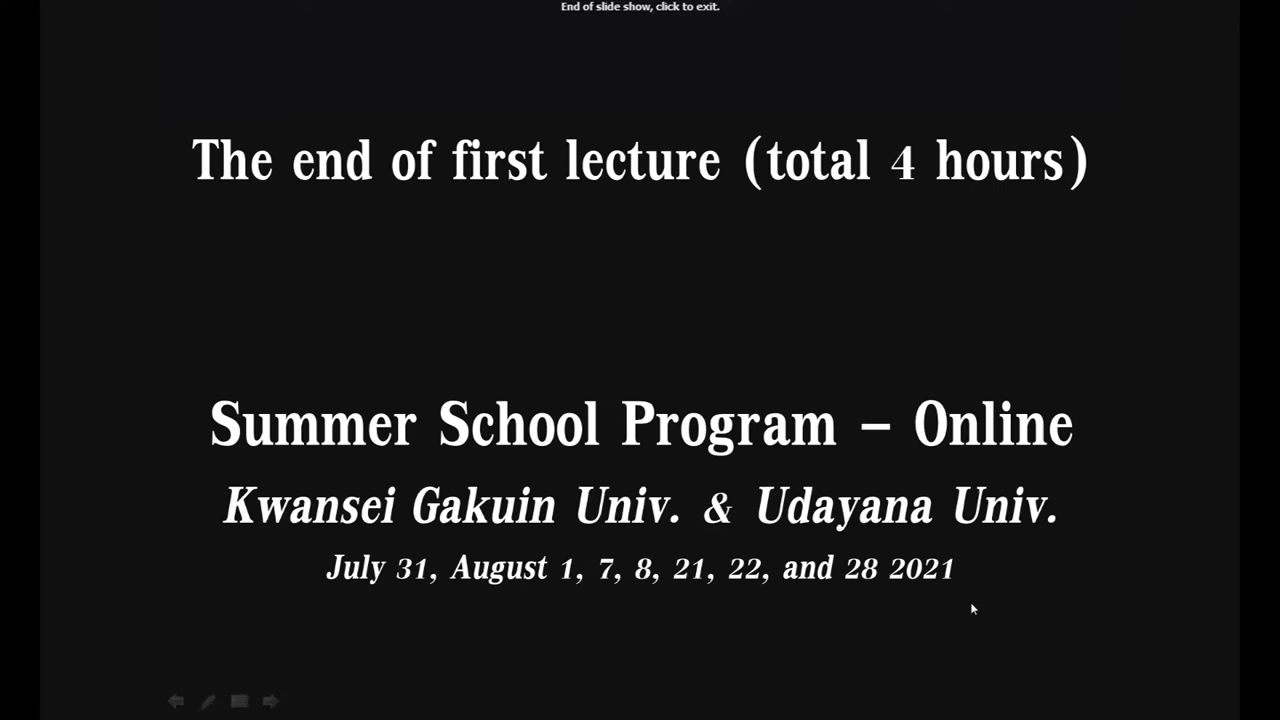 End of slide show, click to exit.
The end of first lecture (total 4 hours)
Summer School Program – Online
Kwansei Gakuin Univ. & Udayana Univ.
July 31, August 1, 7, 8, 21, 22, and 28 2021